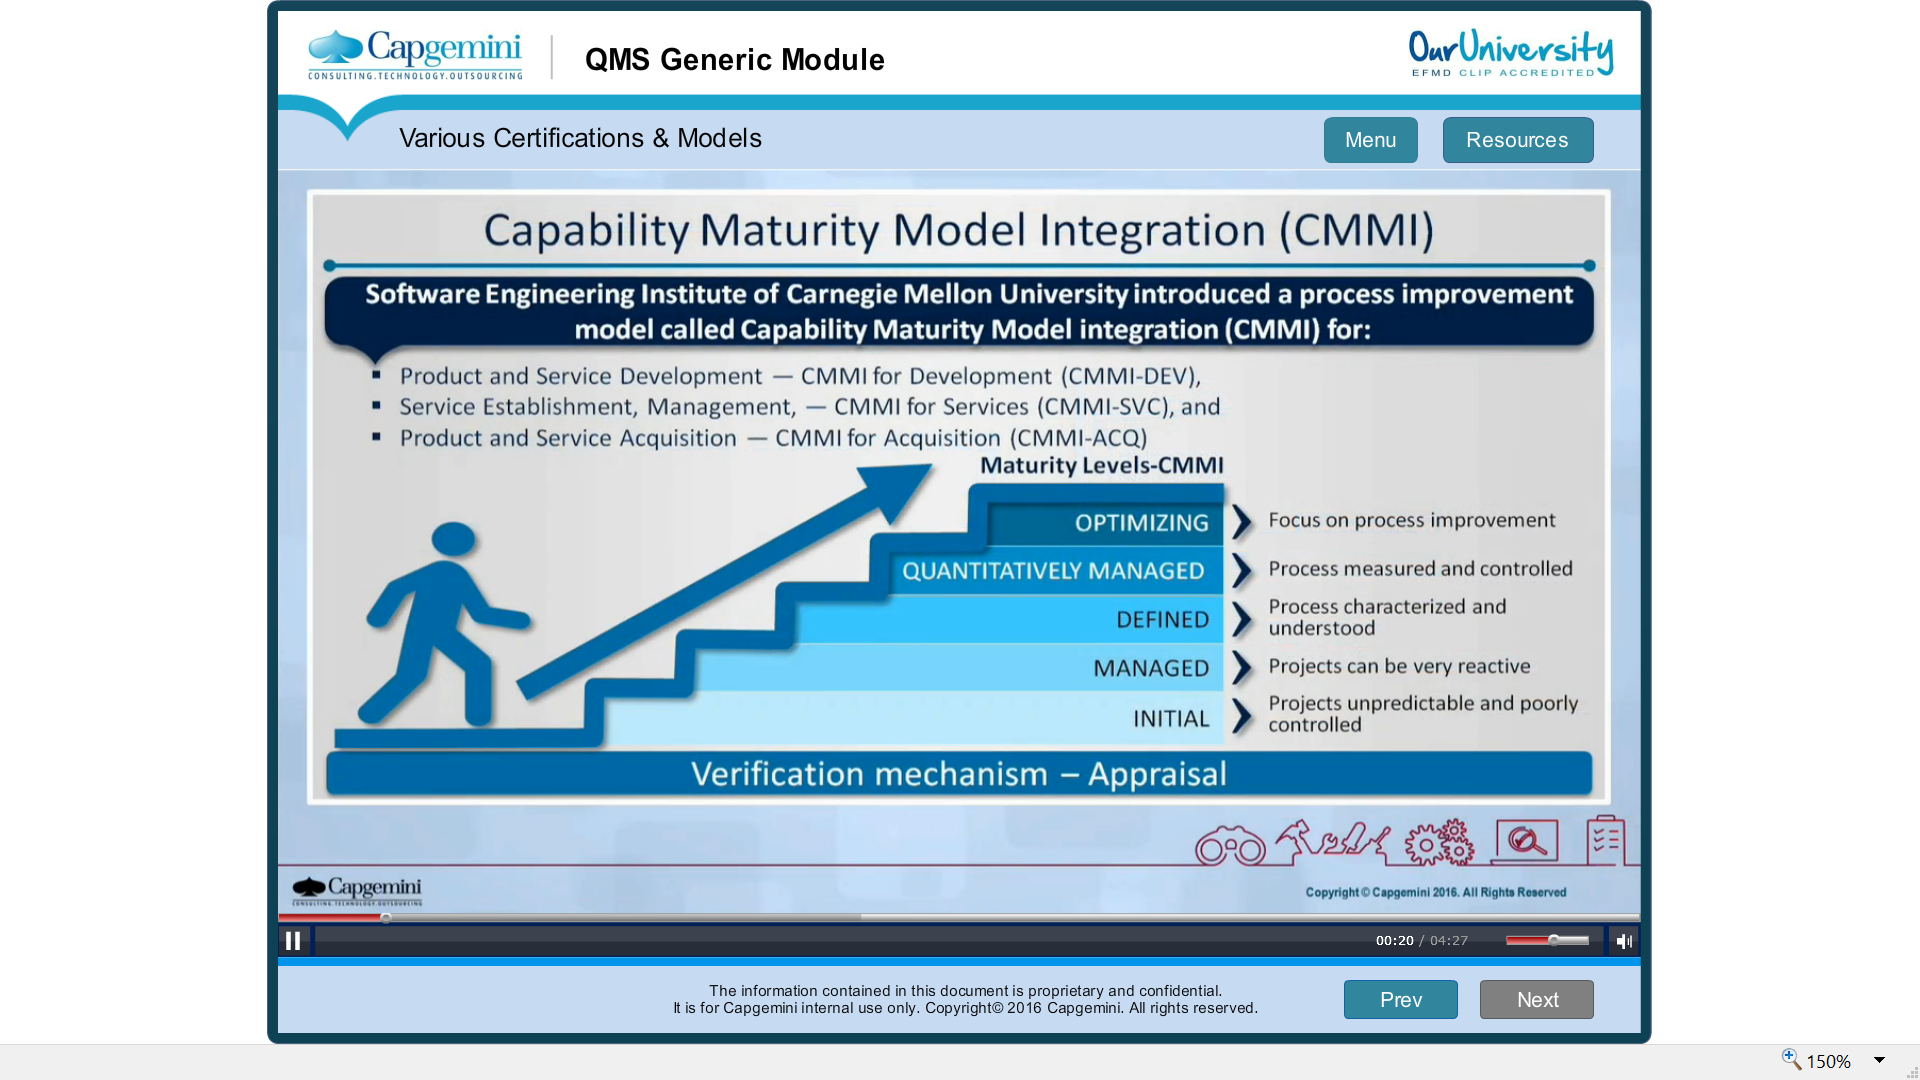 Capgemini
CONSULTING.TECHNOLOGY.OUTSOURCING
QMS Generic Module
OurUniversity
EFMD CLIP ACCREDITED
Various Certifications & Models
Menu
Resources
Capability Maturity Model Integration (CMMI)
Software Engineering Institute of Carnegie Mellon University introduced a process improvement
model called Capability Maturity Model integration (CMMI) for:
▪ Product and Service Development — CMMI for Development (CMMI-DEV),
▪ Service Establishment, Management, — CMMI for Services (CMMI-SVC), and
▪ Product and Service Acquisition — CMMI for Acquisition (CMMI-ACQ)
Maturity Levels-CMMI
OPTIMIZING
Focus on process improvement
QUANTITATIVELY MANAGED
Process measured and controlled
DEFINED
Process characterized and
understood
MANAGED
Projects can be very reactive
INITIAL
Projects unpredictable and poorly
controlled
Verification mechanism – Appraisal
Capgemini
CONSULTING.TECHNOLOGY.OUTSOURCING
Copyright © Capgemini 2016. All Rights Reserved
00:20 / 04:27
The information contained in this document is proprietary and confidential.
It is for Capgemini internal use only. Copyright© 2016 Capgemini. All rights reserved.
Prev
Next
150%